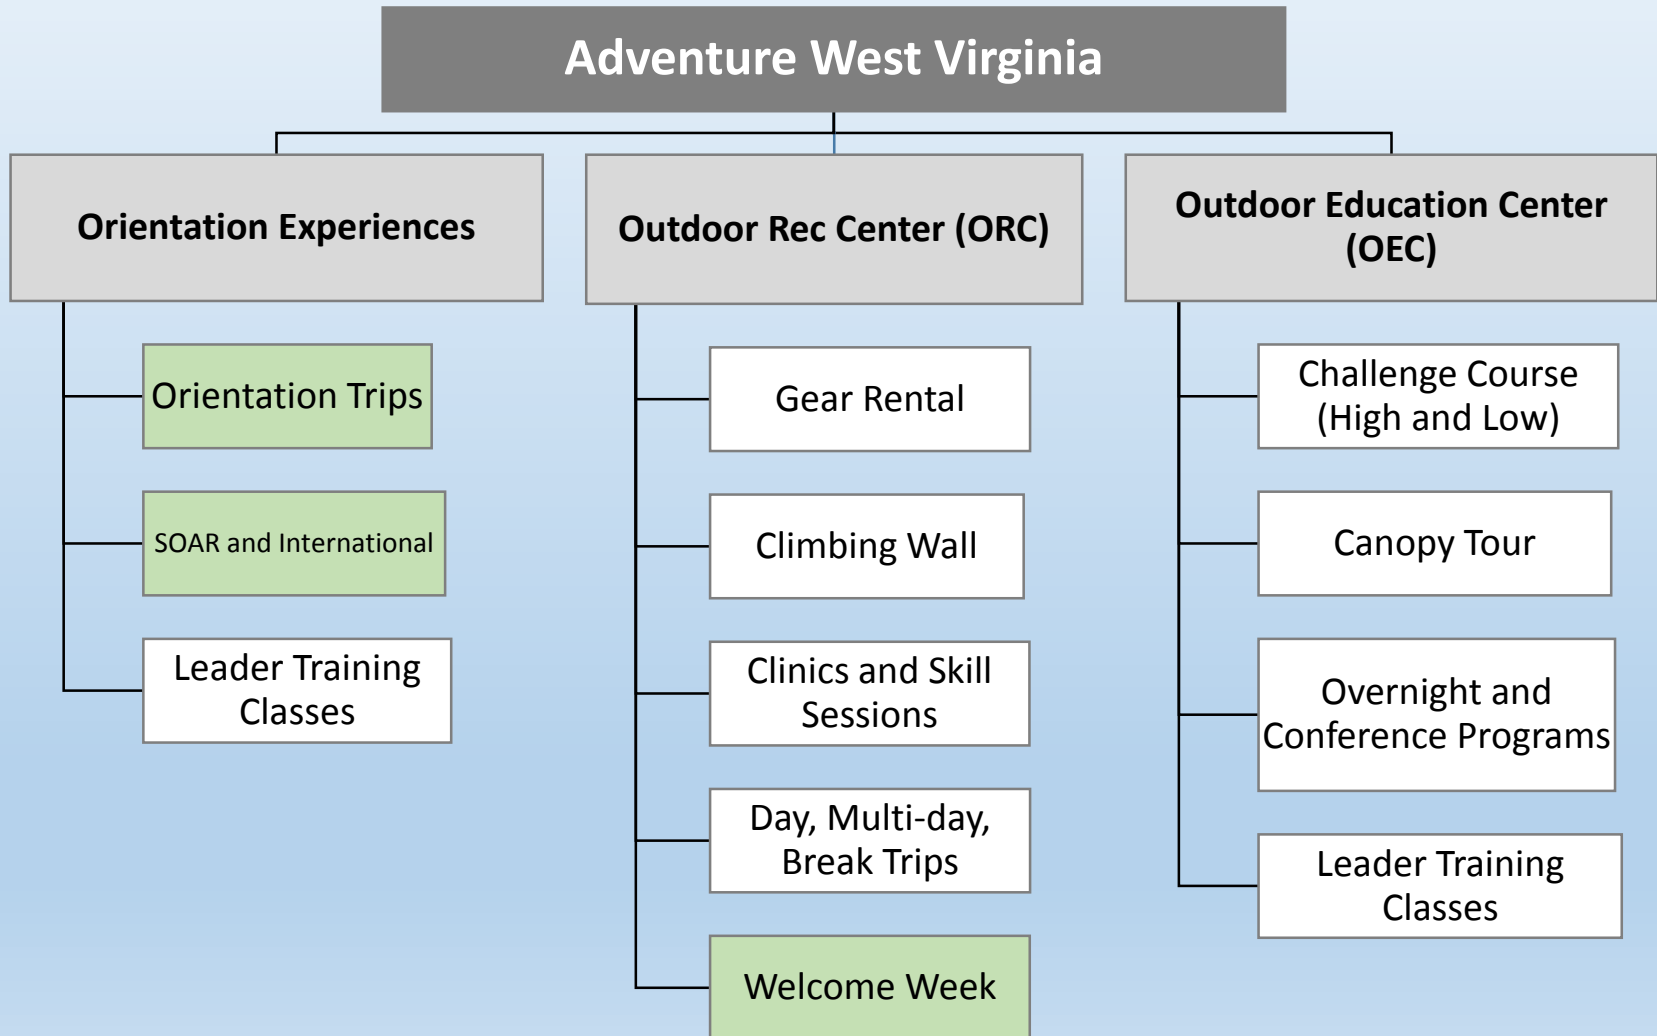 Adventure West Virginia
Orientation Experiences
Orientation Trips
SOAR and International
Leader Training
Classes
Outdoor Rec Center (ORC)
Gear Rental
Climbing Wall
Clinics and Skill
Sessions
Day, Multi-day,
Break Trips
Welcome Week
Outdoor Education Center
(OEC)
Challenge Course
(High and Low)
Canopy Tour
Overnight and
Conference Programs
Leader Training
Classes